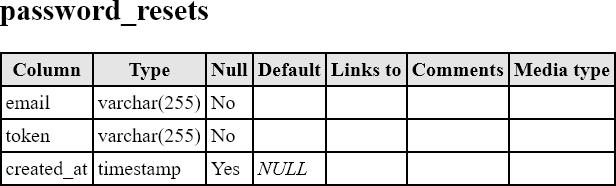 password_resets
Column Type Null Default Links to Comments Media type
email varchar(255) No
token varchar(255) No
created_at timestamp Yes NULL